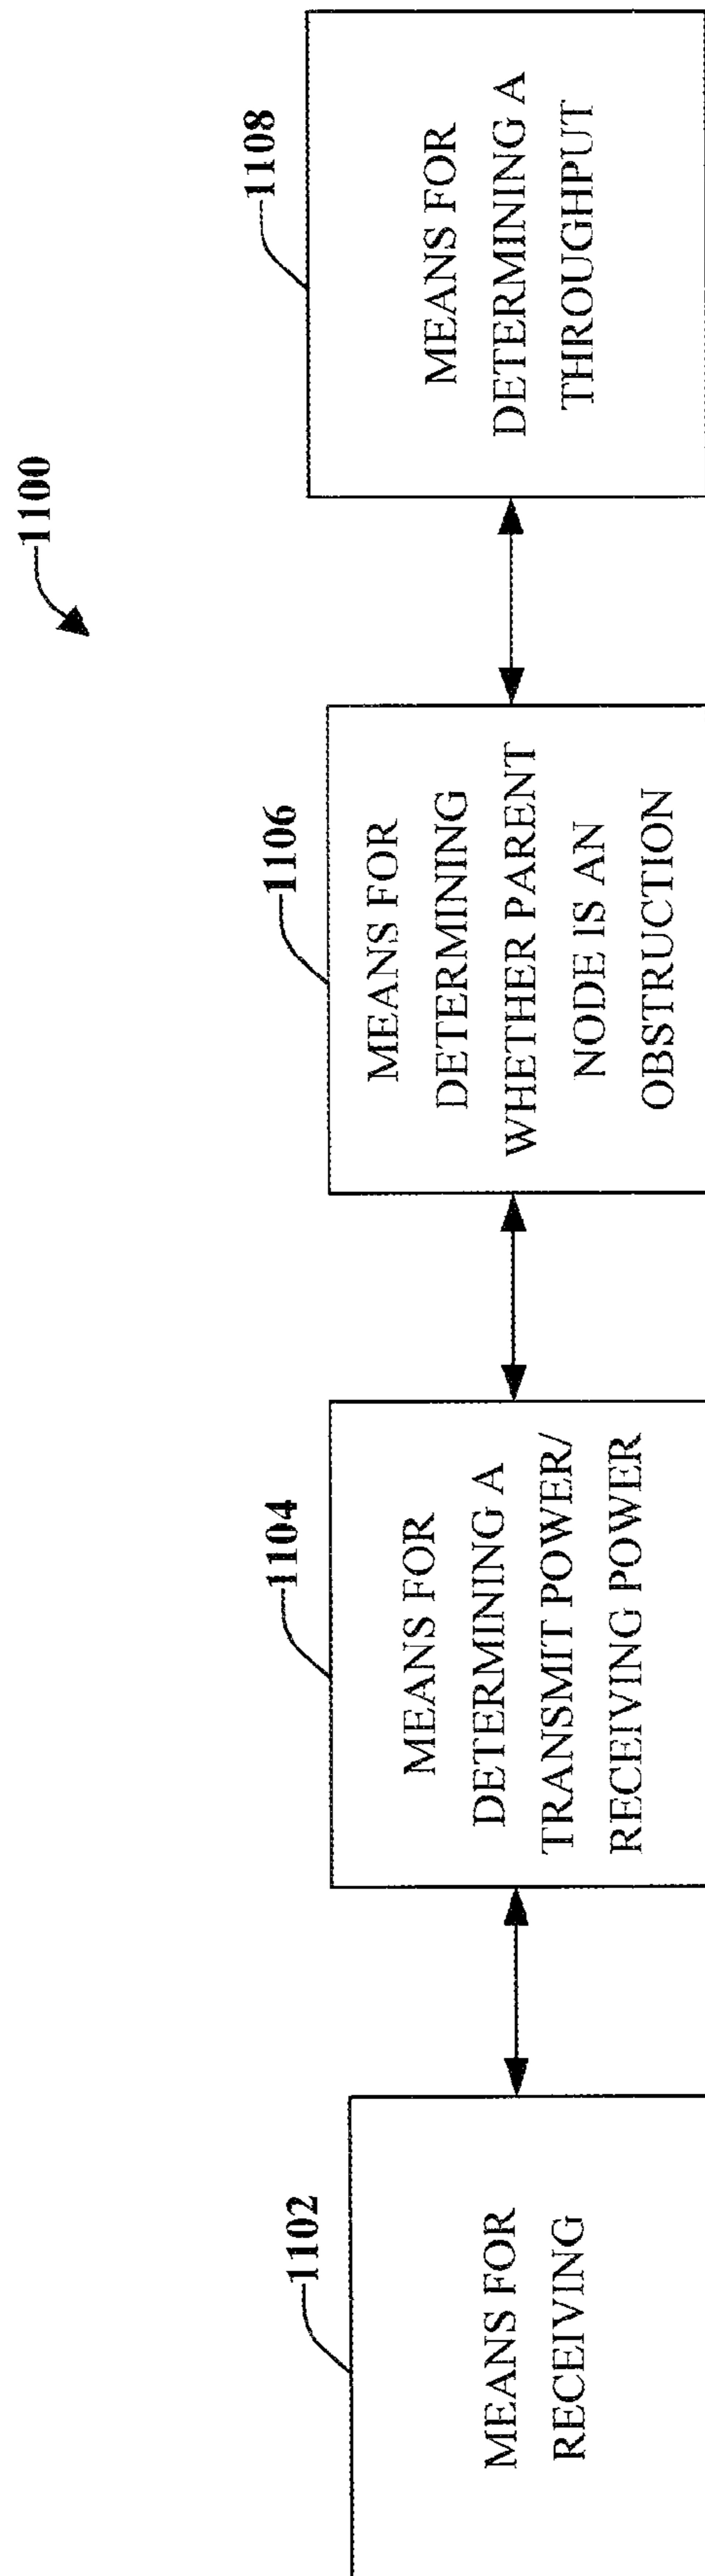 1100
1102
MEANS FOR
RECEIVING
1104
MEANS FOR
DETERMINING A
TRANSMIT POWER/
RECEIVING POWER
1106
MEANS FOR
DETERMINING
WHETHER PARENT
NODE IS AN
OBSTRUCTION
1108
MEANS FOR
DETERMINING A
THROUGHPUT